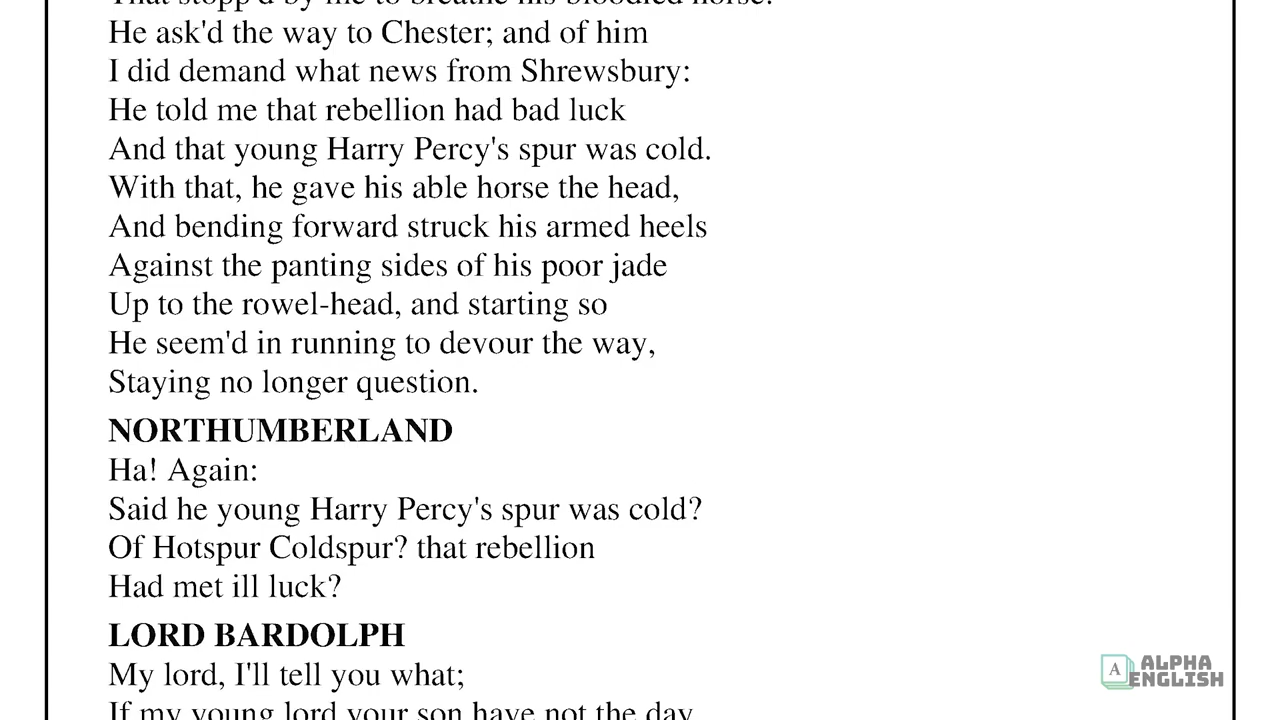 That stopp'd by me to breathe his bloodied horse.
He ask'd the way to Chester; and of him
I did demand what news from Shrewsbury:
He told me that rebellion had bad luck
And that young Harry Percy's spur was cold.
With that, he gave his able horse the head,
And bending forward struck his armed heels
Against the panting sides of his poor jade
Up to the rowel-head, and starting so
He seem'd in running to devour the way,
Staying no longer question.
NORTHUMBERLAND
Ha! Again:
Said he young Harry Percy's spur was cold?
Of Hotspur Coldspur? that rebellion
Had met ill luck?
LORD BARDOLPH
My lord, I'll tell you what;
If my young lord your son have not the day,
A ALPHA
ENGLISH